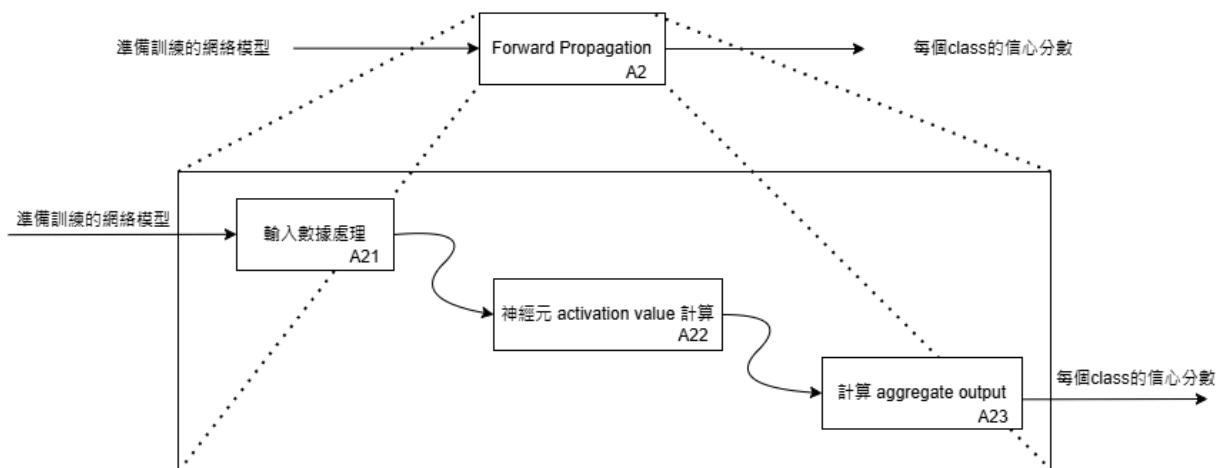 準備訓練的網絡模型
Forward Propagation
A2
每個class的信心分數
準備訓練的網絡模型
輸入數據處理
A21
神經元 activation value 計算
A22
計算 aggregate output
A23
每個class的信心分數